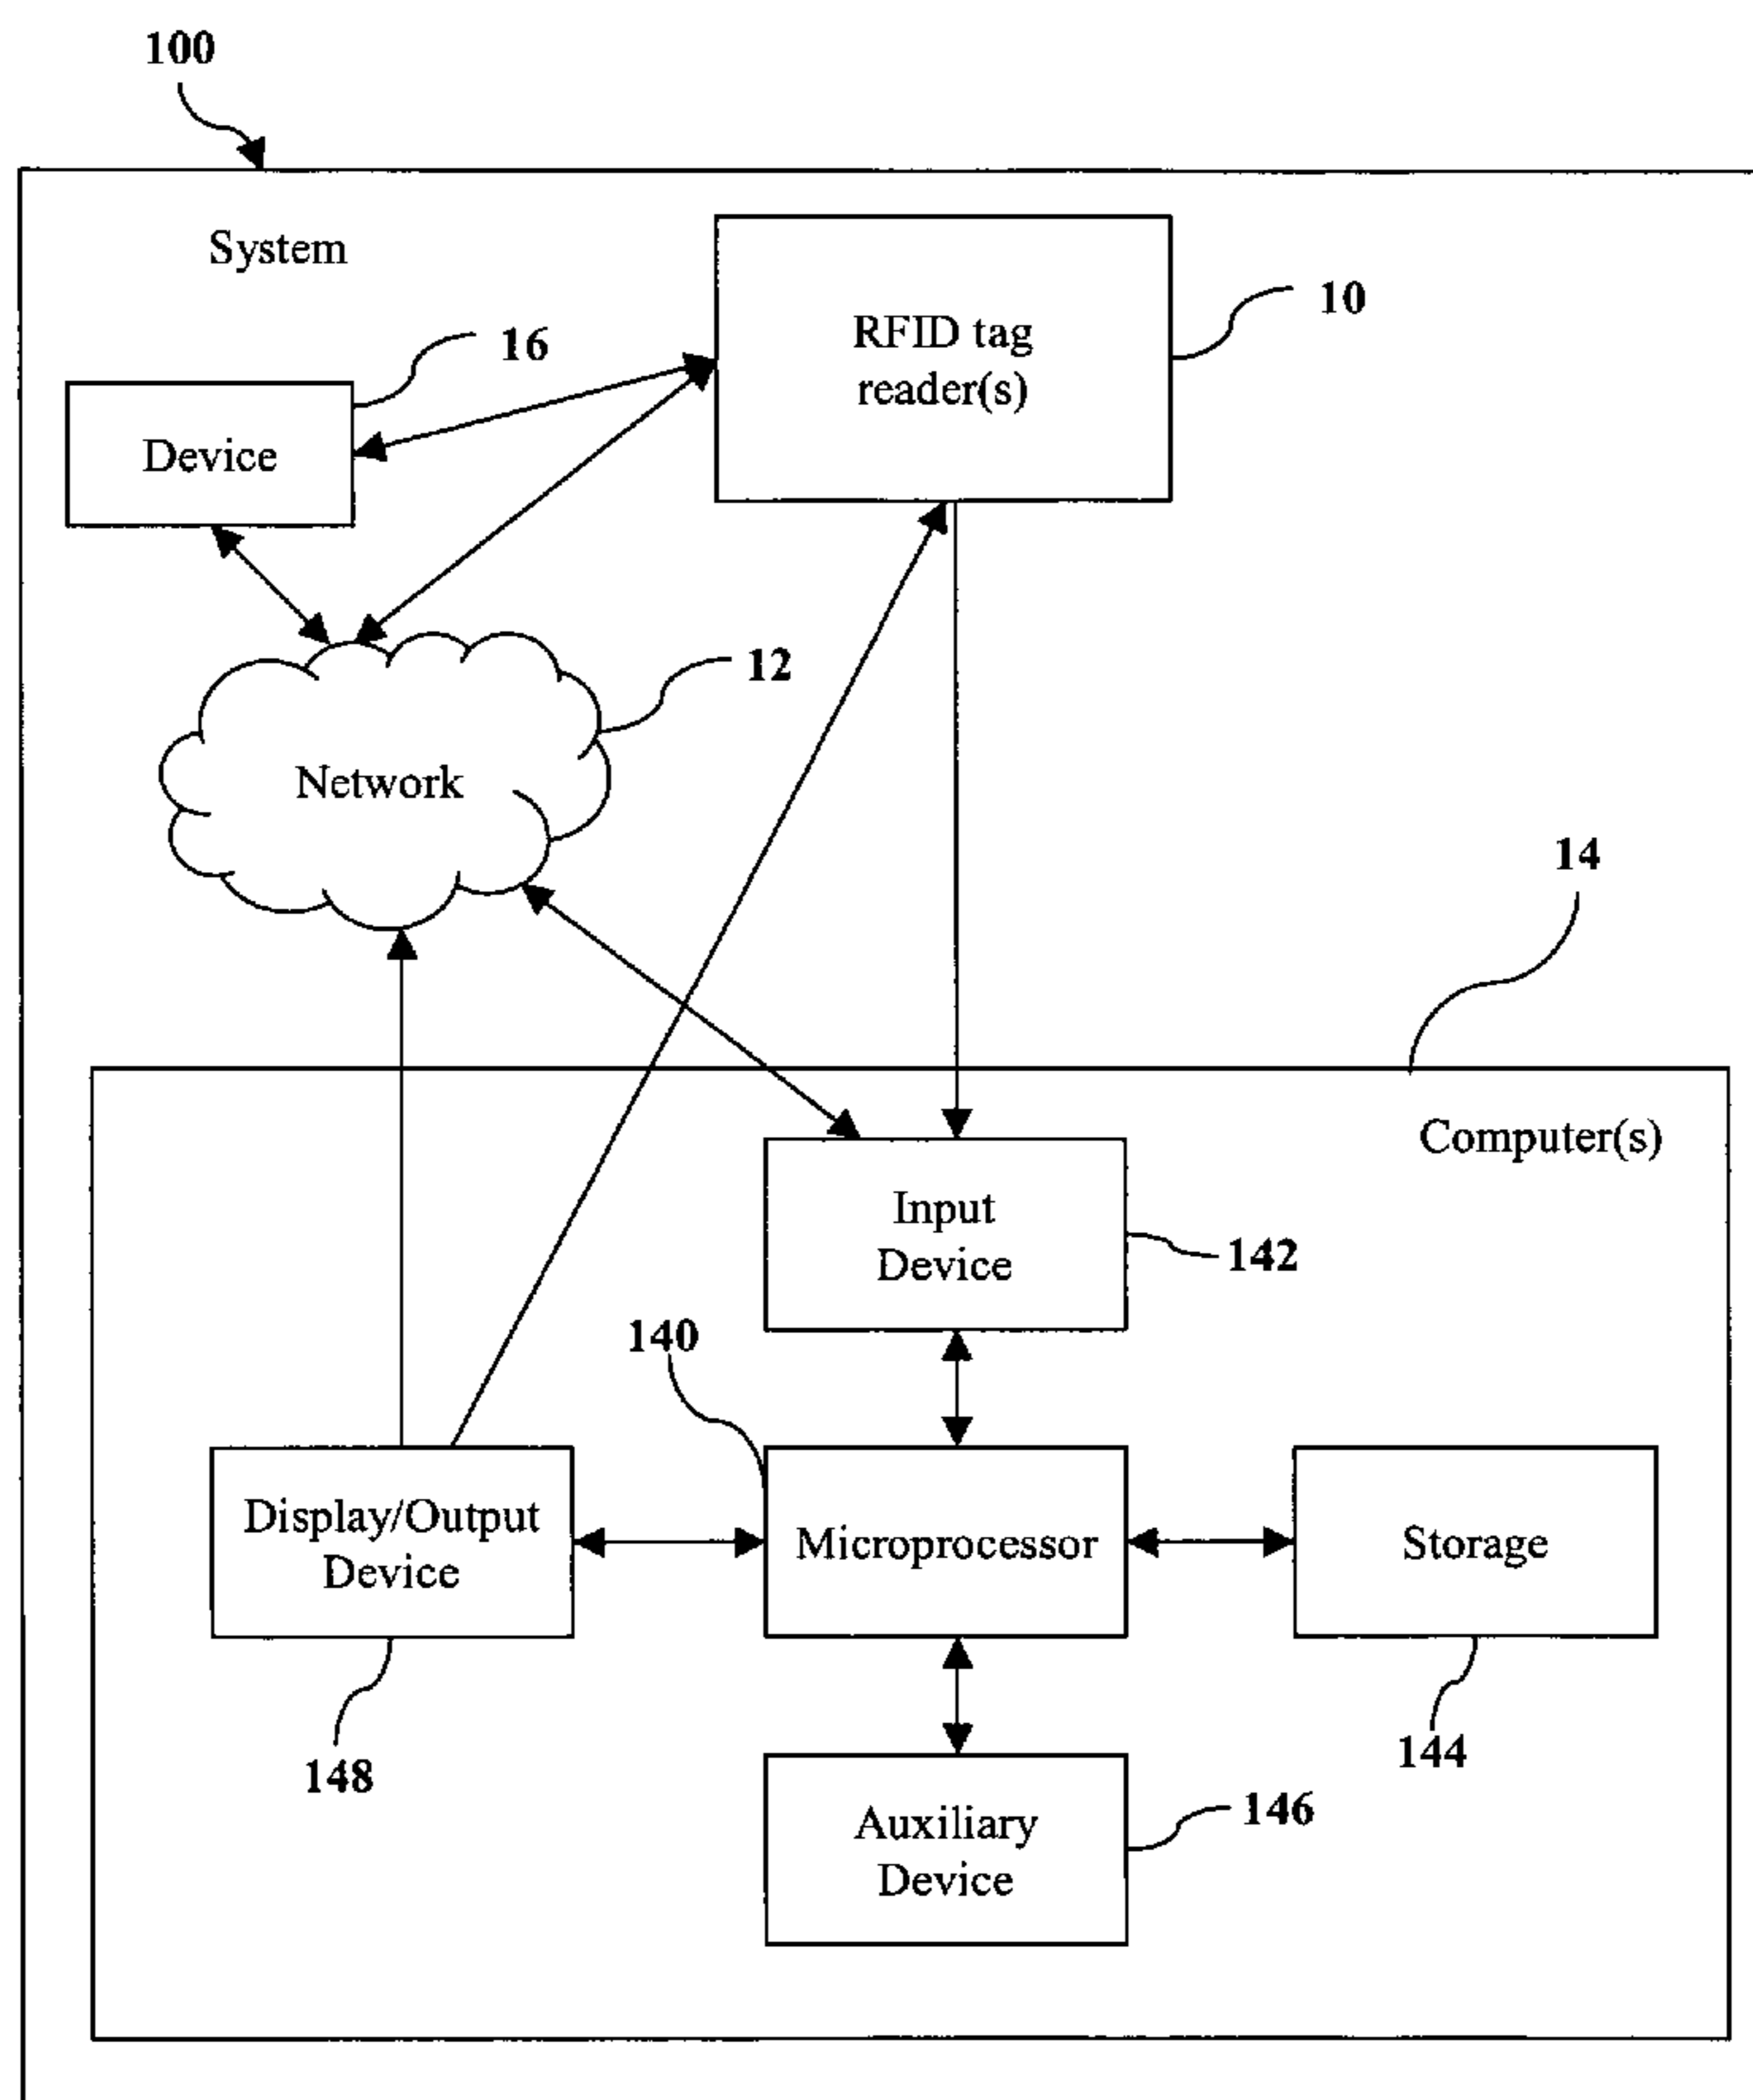 100
System
RFID tag
reader(s)
10
16
Device
12
Network
14
Computer(s)
Input
Device
142
140
Display/Output
Device
Microprocessor
Storage
148
144
Auxiliary
Device
146